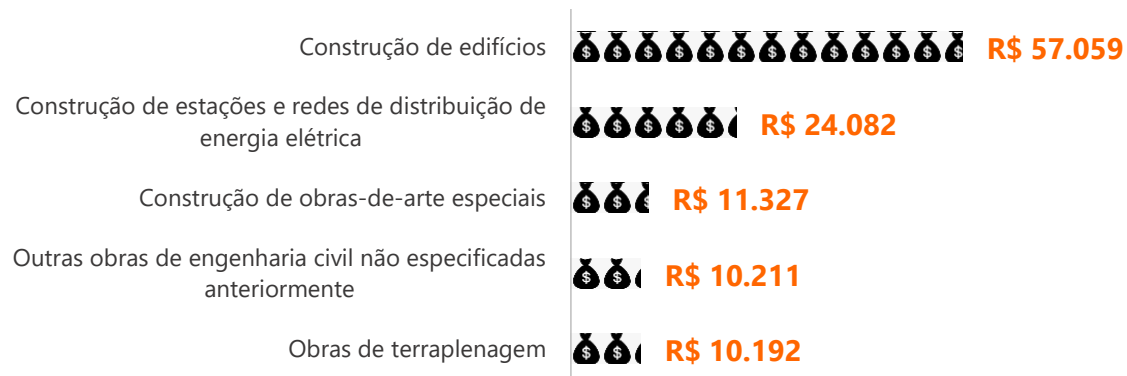 Construção de edifícios R$ 57.059
Construção de estações e redes de distribuição de
energia elétrica R$ 24.082
Construção de obras-de-arte especiais R$ 11.327
Outras obras de engenharia civil não especificadas
anteriormente R$ 10.211
Obras de terraplenagem R$ 10.192